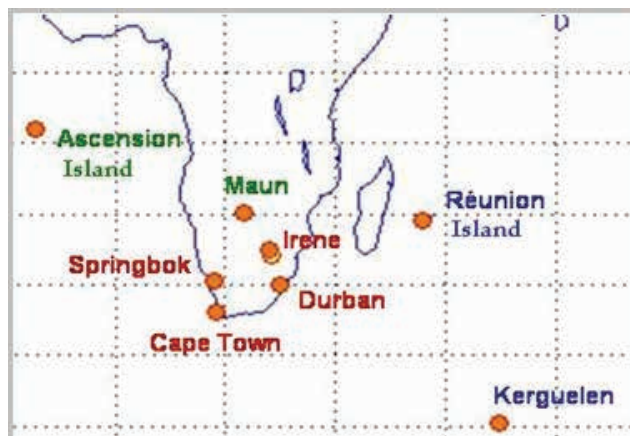 Ascension
Island
Maun
Réunion
Island
Irene
Springbok
Durban
Cape Town
Kerguelen